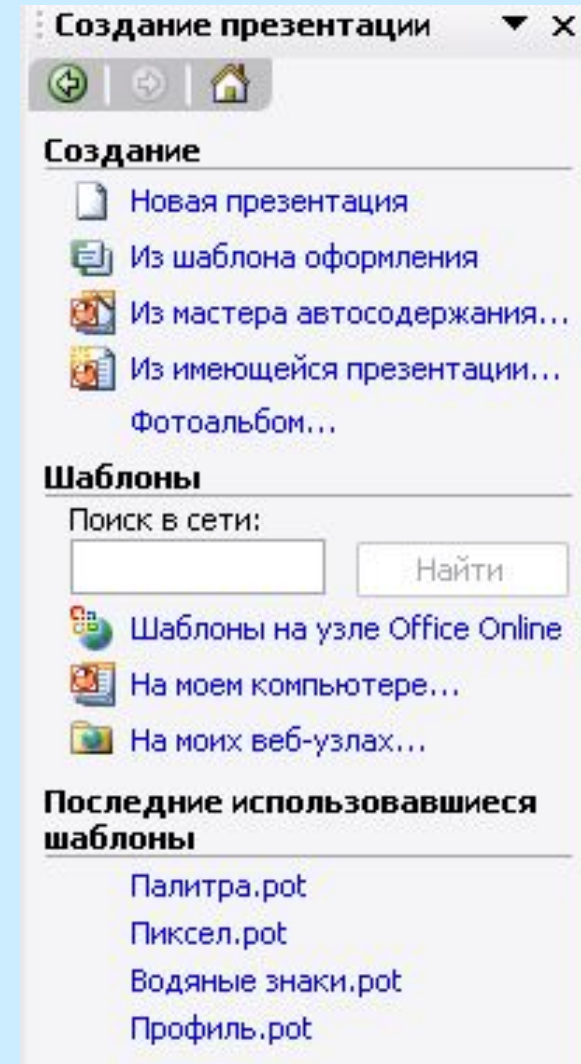 Создание презентации
Создание
Новая презентация
Из шаблона оформления
Из мастера автосодержания...
Из имеющейся презентации...
Фотоальбом...
Шаблоны
Поиск в сети:
Найти
Шаблоны на узле Office Online
На моем компьютере...
На моих веб-узлах...
Последние использовавшиеся
шаблоны
Палитра.pot
Пиксел.pot
Водяные знаки.pot
Профиль.pot